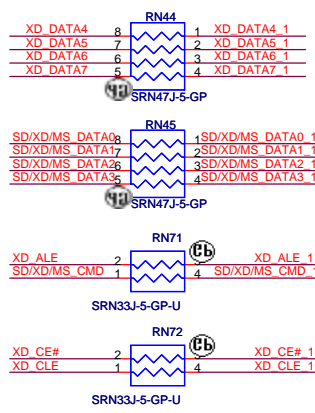 RN44
XD_DATA4 8 1 XD_DATA4_1
XD_DATA5 7 2 XD_DATA5_1
XD_DATA6 6 3 XD_DATA6_1
XD_DATA7 5 4 XD_DATA7_1
SRN47J-5-GP
RN45
SD/XD/MS_DATA0 8 1 SD/XD/MS_DATA0_1
SD/XD/MS_DATA1 7 2 SD/XD/MS_DATA1_1
SD/XD/MS_DATA2 6 3 SD/XD/MS_DATA2_1
SD/XD/MS_DATA3 5 4 SD/XD/MS_DATA3_1
SRN47J-5-GP
RN71
XD_ALE 2 3 XD_ALE_1
SD/XD/MS_CMD 1 4 SD/XD/MS_CMD_1
SRN33J-5-GP-U
RN72
XD_CE# 2 3 XD_CE#_1
XD_CLE 1 4 XD_CLE_1
SRN33J-5-GP-U